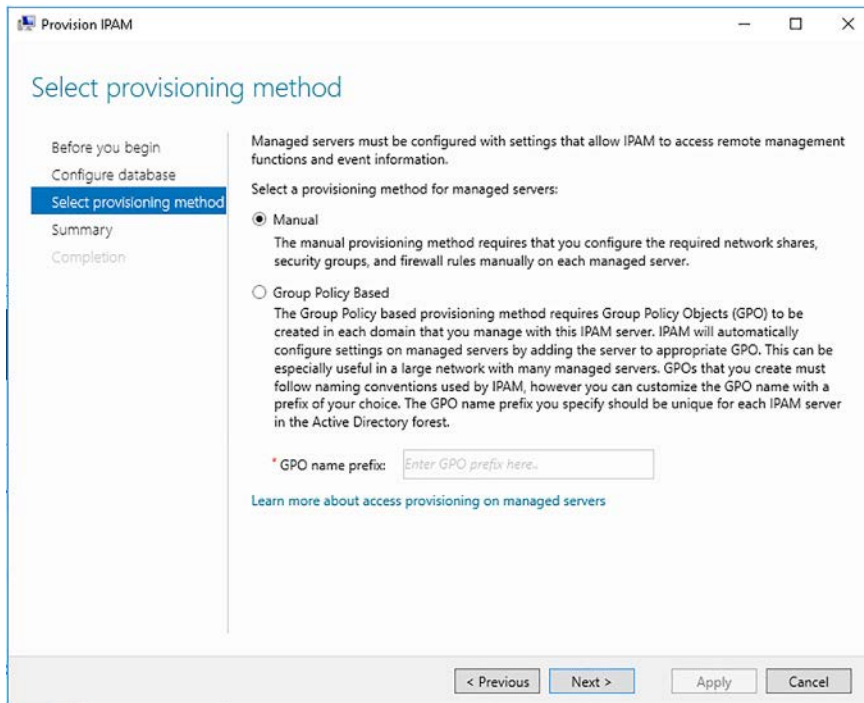 Provision IPAM
Select provisioning method
Before you begin
Configure database
Select provisioning method
Summary
Completion
Managed servers must be configured with settings that allow IPAM to access remote management
functions and event information.
Select a provisioning method for managed servers:
Manual
The manual provisioning method requires that you configure the required network shares,
security groups, and firewall rules manually on each managed server.
Group Policy Based
The Group Policy based provisioning method requires Group Policy Objects (GPO) to be
created in each domain that you manage with this IPAM server. IPAM will automatically
configure settings on managed servers by adding the server to appropriate GPO. This can be
especially useful in a large network with many managed servers. GPOs that you create must
follow naming conventions used by IPAM, however you can customize the GPO name with a
prefix of your choice. The GPO name prefix you specify should be unique for each IPAM server
in the Active Directory forest.
* GPO name prefix: Enter GPO prefix here..
Learn more about access provisioning on managed servers
< Previous Next > Apply Cancel